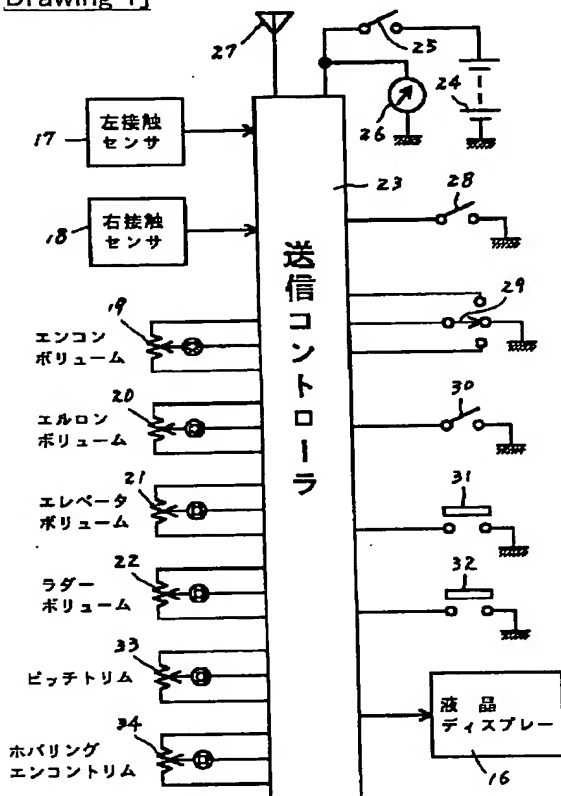 Drawing 1]
27
25
24
26
左接触
センサ
17
23
28
右接触
センサ
18
送信コントローラ
29
19
エンコン
ボリューム
20
エルロン
ボリューム
30
21
エレベータ
ボリューム
31
22
ラダー
ボリューム
32
33
ピッチトリム
34
ホバリング
エンコントリム
液晶
ディスプレー
16